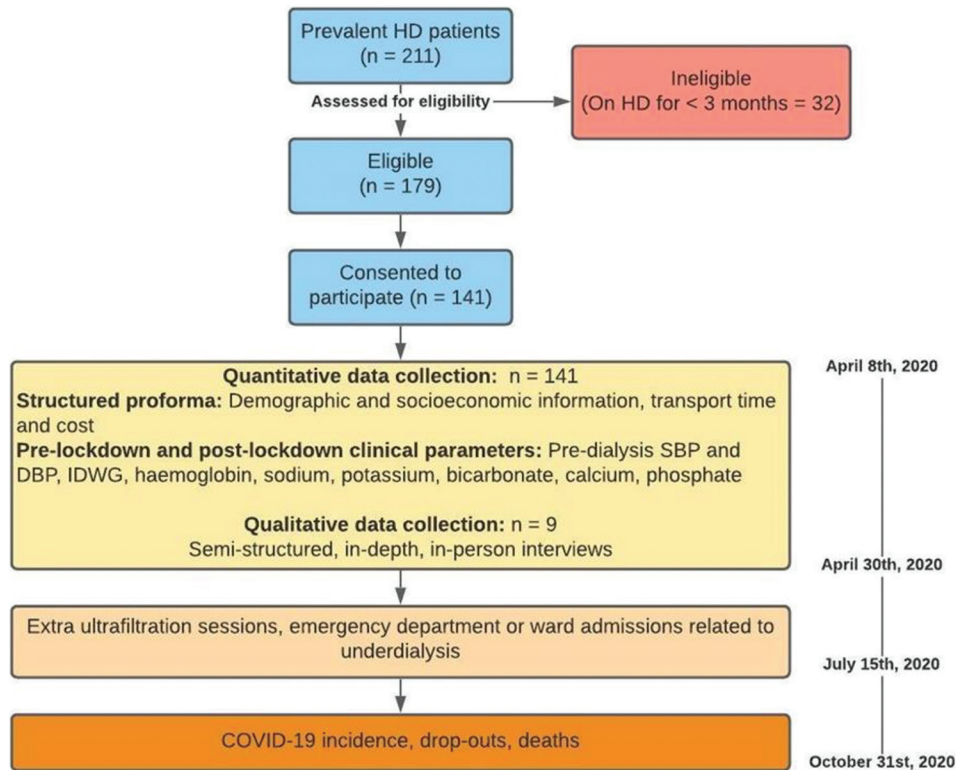 Prevalent HD patients
(n = 211)
Ineligible
(On HD for < 3 months = 32)
Assessed for eligibility
Eligible
(n = 179)
Consented to
participate (n = 141)
Quantitative data collection: n = 141
Structured proforma: Demographic and socioeconomic information, transport time
and cost
Pre-lockdown and post-lockdown clinical parameters: Pre-dialysis SBP and
DBP, IDWG, haemoglobin, sodium, potassium, bicarbonate, calcium, phosphate
Qualitative data collection: n = 9
Semi-structured, in-depth, in-person interviews
April 8th, 2020
April 30th, 2020
Extra ultrafiltration sessions, emergency department or ward admissions related to
underdialysis
July 15th, 2020
COVID-19 incidence, drop-outs, deaths
October 31st, 2020